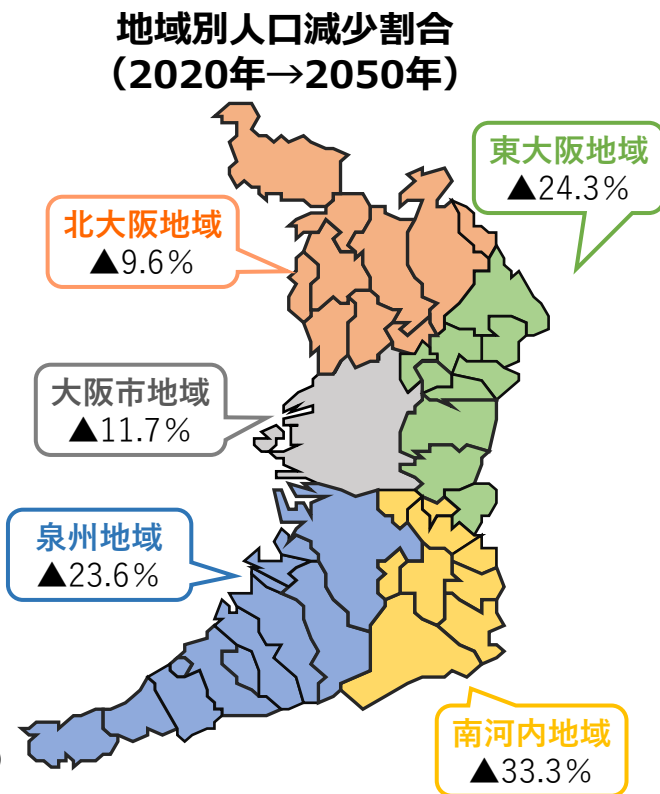 地域別人口減少割合
（2020年→2050年）
東大阪地域
▲24.3%
北大阪地域
▲9.6%
大阪市地域
▲11.7%
泉州地域
▲23.6%
南河内地域
▲33.3%